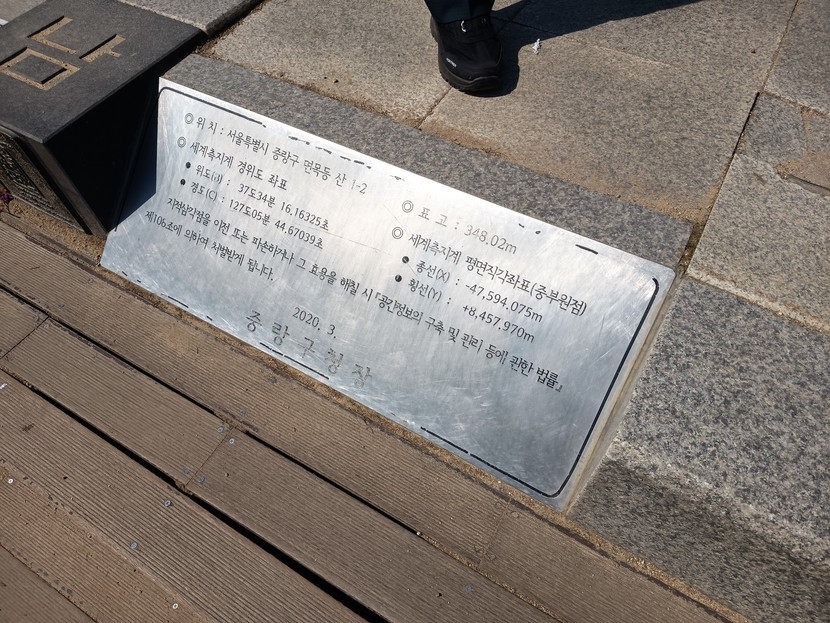 ◎ 위 치 : 서울특별시 중랑구 면목동 산 1-2
◎ 세계측지계 경위도 좌표
● 위도(B) : 37도34분 16.16325초
● 경도(L) : 127도05분 44.67039초
◎ 표 고 : 348.02m
◎ 세계측지계 평면직각좌표(중부원점)
● 종선(X) : -47,594.075m
● 횡선(Y) : +8,457.970m
지적삼각점을 이전 또는 파손하거나 그 효용을 해칠 시 「공간정보의 구축 및 관리 등에 관한 법률」
제106조에 의하여 처벌받게 됩니다.
2020. 3.
중 랑 구 청 장